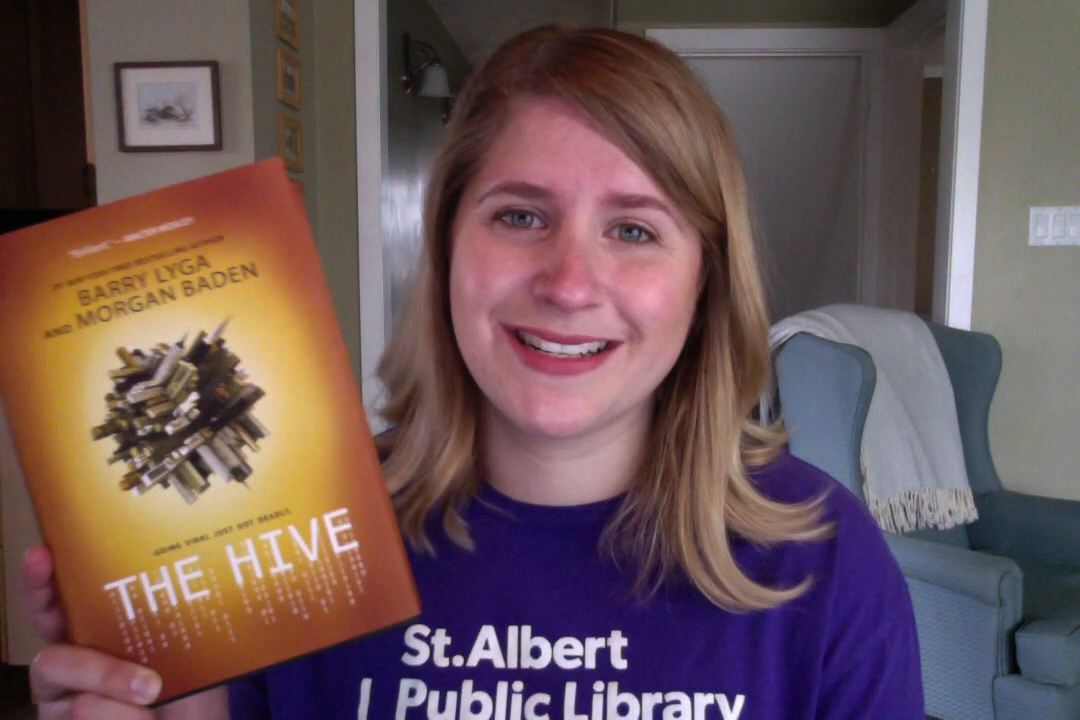 BARRY LYGA
AND MORGAN BADEN
GOING VIRAL JUST GOT DEADLY.
THE HIVE
St. Albert
Public Library